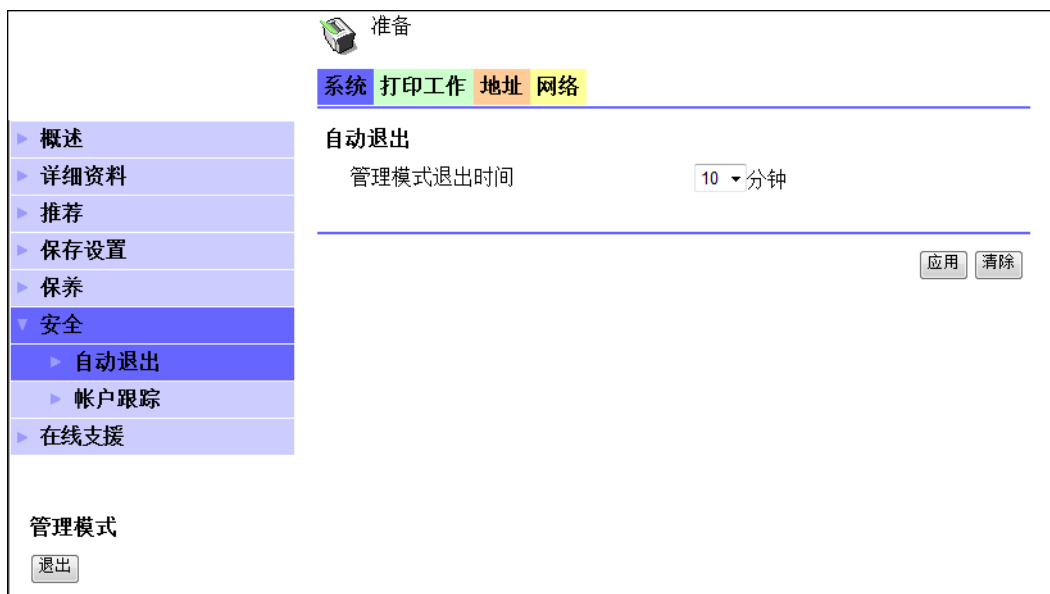 准备
系统 打印工作 地址 网络
概述
详细资料
推荐
保存设置
保养
安全
自动退出
帐户跟踪
在线支援
管理模式
退出
自动退出
管理模式退出时间 10 分钟
应用 清除